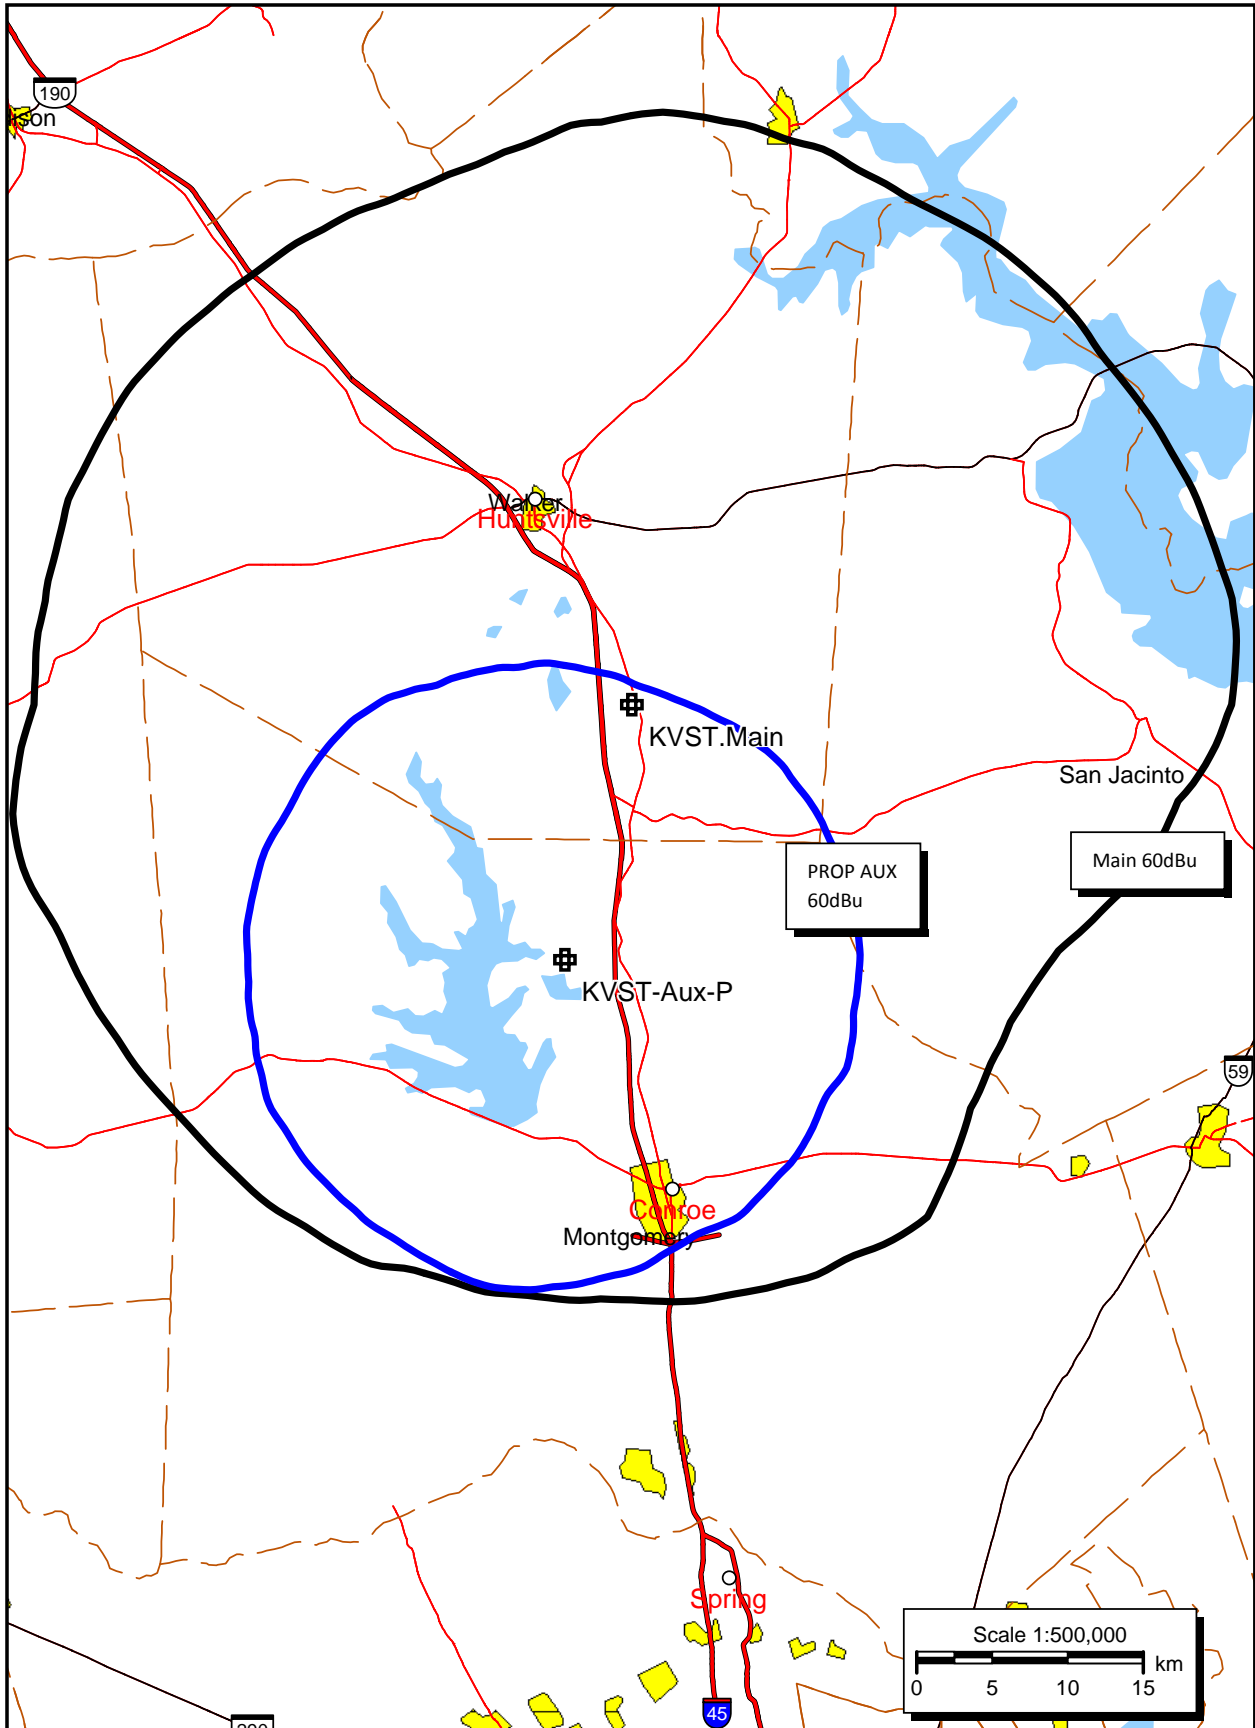 190
ison
Walker
Huntsville
KVST.Main
San Jacinto
Main 60dBu
PROP AUX
60dBu
KVST-Aux-P
59
Conroe
Montgomery
Spring
Scale 1:500,000
km
0 5 10 15
45